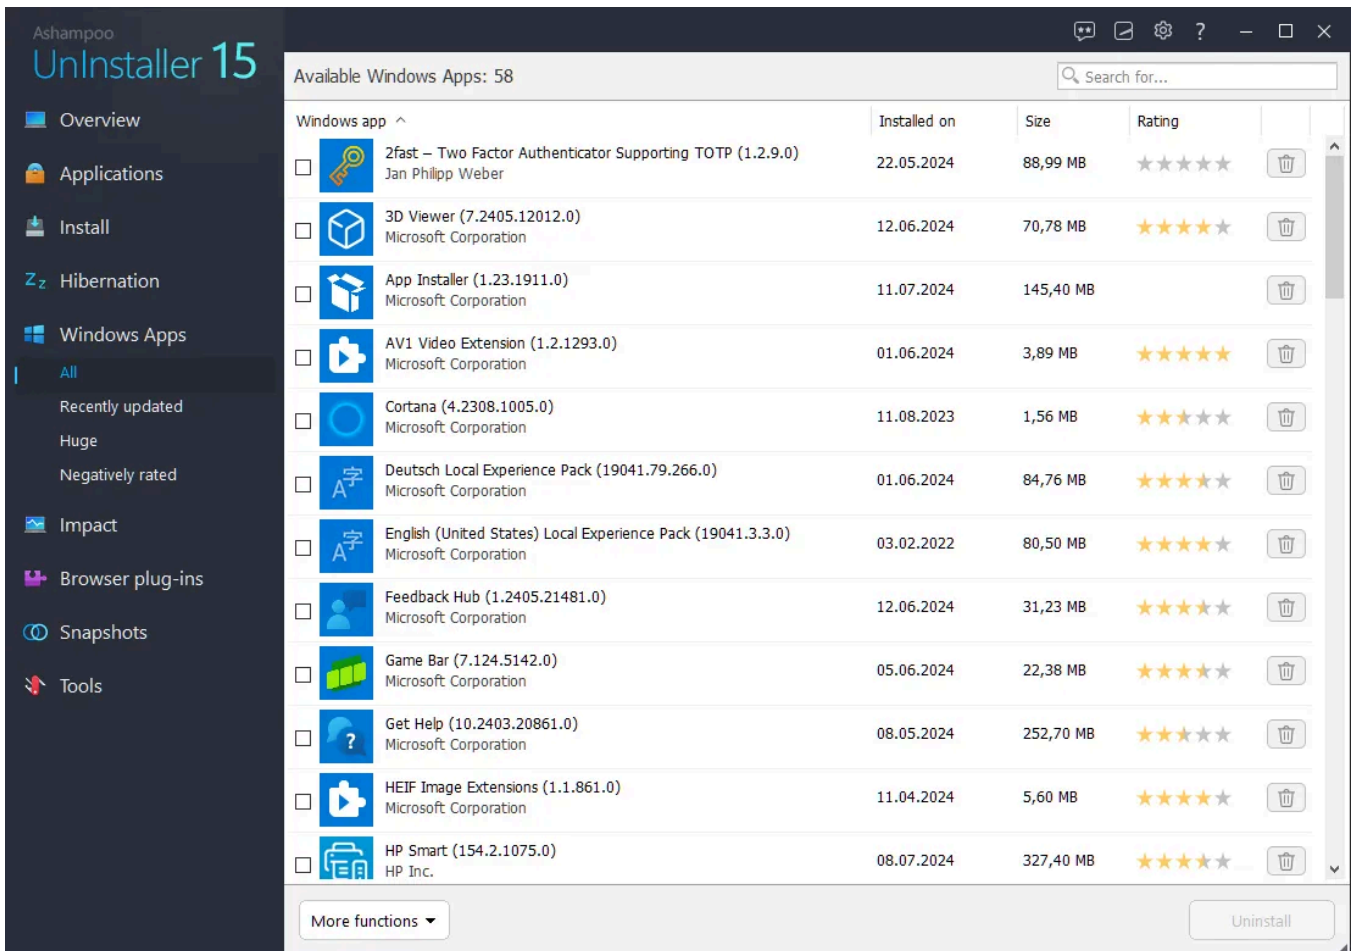 Ashampoo
UnInstaller 15
Overview
Applications
Install
Zz Hibernation
Windows Apps
All
Recently updated
Huge
Negatively rated
Impact
Browser plug-ins
Snapshots
Tools
?
Available Windows Apps: 58
Search for...
Windows app Installed on Size Rating
2fast – Two Factor Authenticator Supporting TOTP (1.2.9.0)
Jan Philipp Weber
22.05.2024 88,99 MB
3D Viewer (7.2405.12012.0)
Microsoft Corporation
12.06.2024 70,78 MB
App Installer (1.23.1911.0)
Microsoft Corporation
11.07.2024 145,40 MB
AV1 Video Extension (1.2.1293.0)
Microsoft Corporation
01.06.2024 3,89 MB
Cortana (4.2308.1005.0)
Microsoft Corporation
11.08.2023 1,56 MB
A字
Deutsch Local Experience Pack (19041.79.266.0)
Microsoft Corporation
01.06.2024 84,76 MB
A字
English (United States) Local Experience Pack (19041.3.3.0)
Microsoft Corporation
03.02.2022 80,50 MB
Feedback Hub (1.2405.21481.0)
Microsoft Corporation
12.06.2024 31,23 MB
Game Bar (7.124.5142.0)
Microsoft Corporation
05.06.2024 22,38 MB
?
Get Help (10.2403.20861.0)
Microsoft Corporation
08.05.2024 252,70 MB
HEIF Image Extensions (1.1.861.0)
Microsoft Corporation
11.04.2024 5,60 MB
HP Smart (154.2.1075.0)
HP Inc.
08.07.2024 327,40 MB
More functions
Uninstall